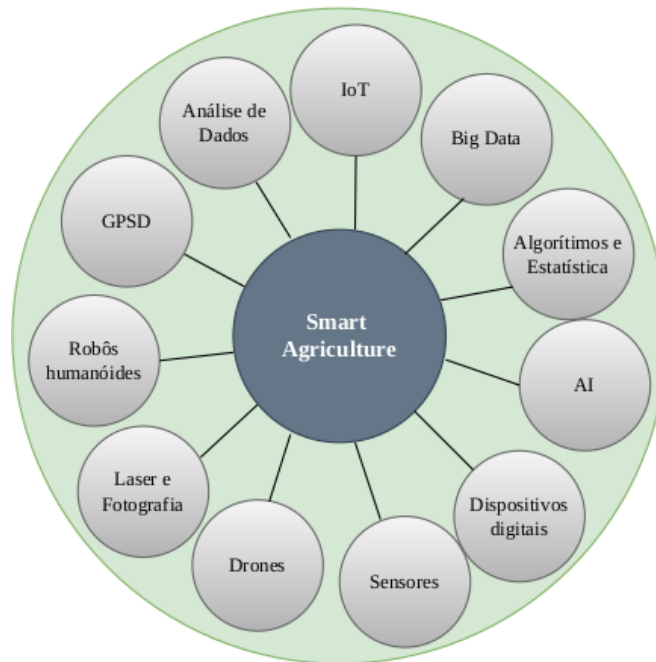 IoT
Análise de
Dados
Big Data
GPSD
Algorítimos e
Estatística
Smart
Agriculture
Robôs
humanóides
AI
Laser e
Fotografia
Dispositivos
digitais
Drones
Sensores